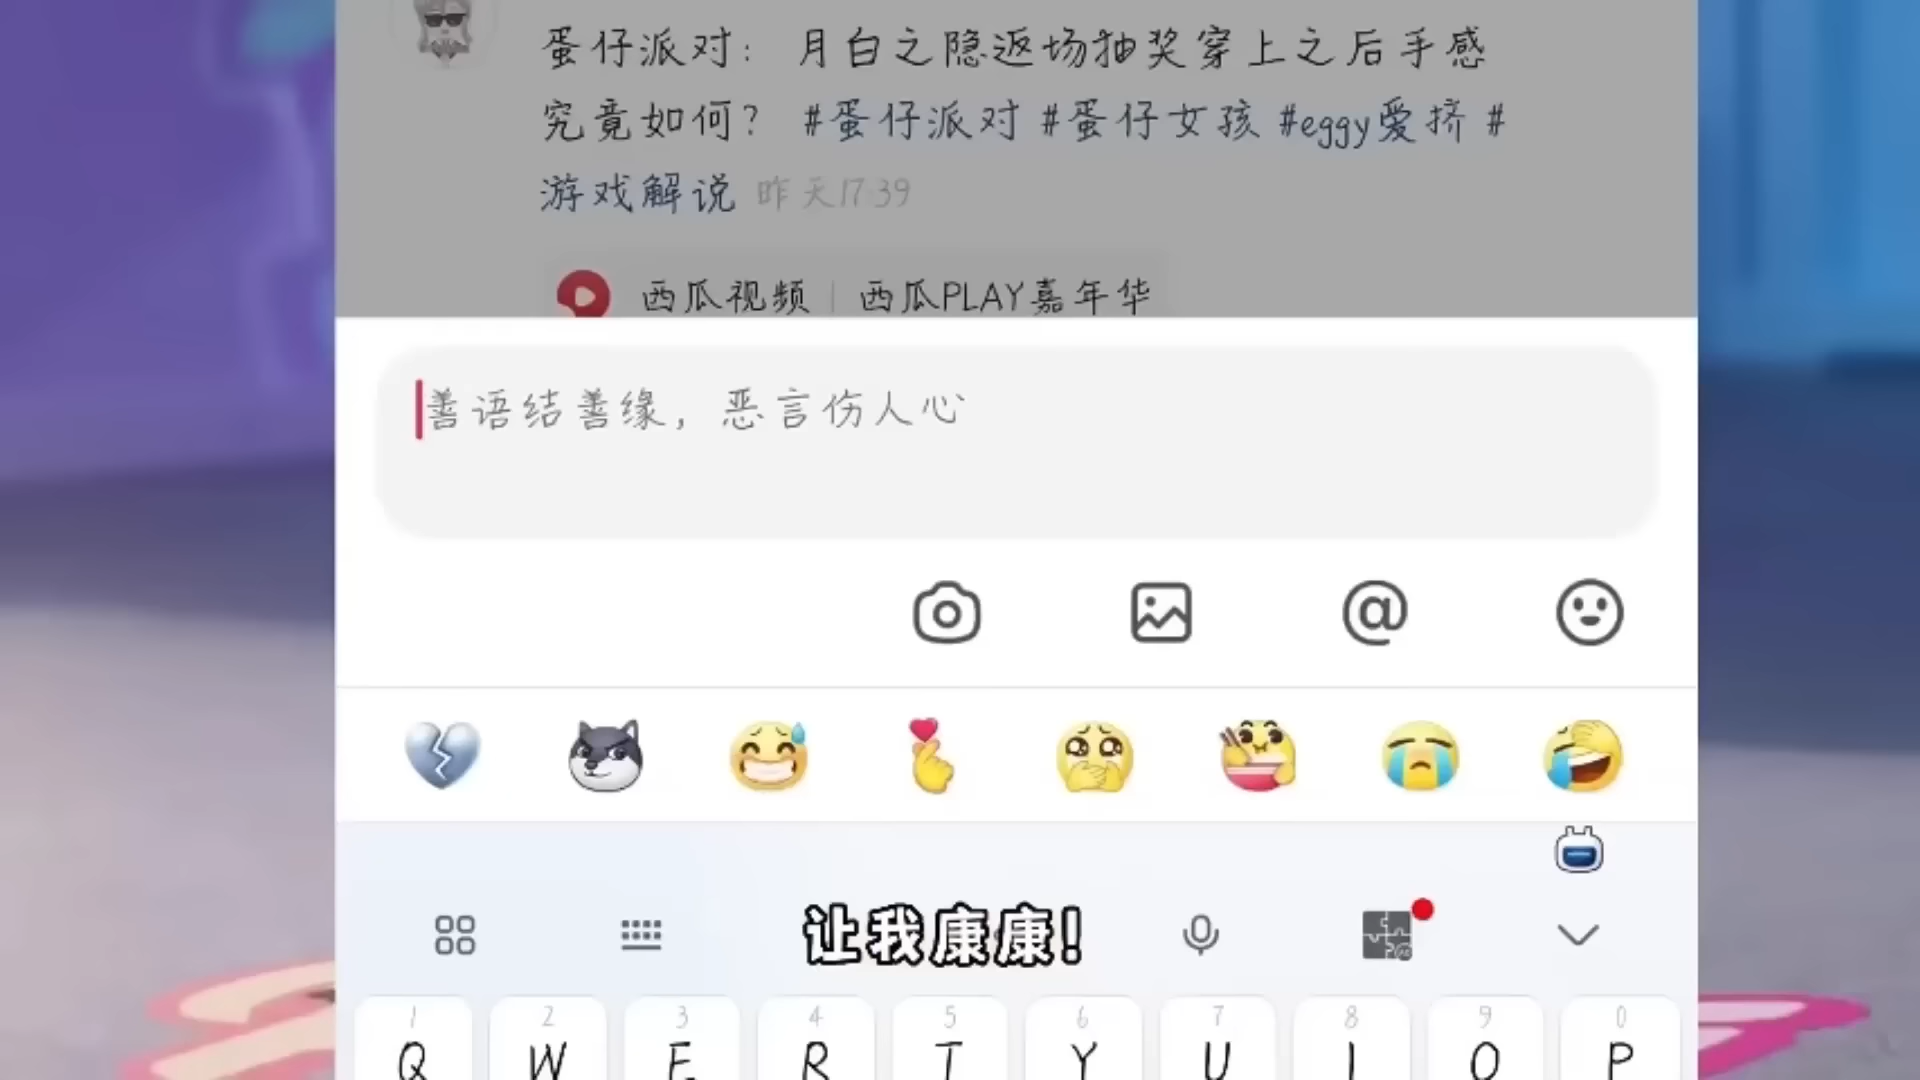 蛋仔派对：月白之隐返场抽奖穿上之后手感
究竟如何？ #蛋仔派对 #蛋仔女孩 #eggy爱挤 #
游戏解说 昨天17:39
西瓜视频 | 西瓜PLAY嘉年华
善语结善缘，恶言伤人心
@
让我康康！
1 2 3 4 5 6 7 8 9 0
Q W E R T Y U I O P